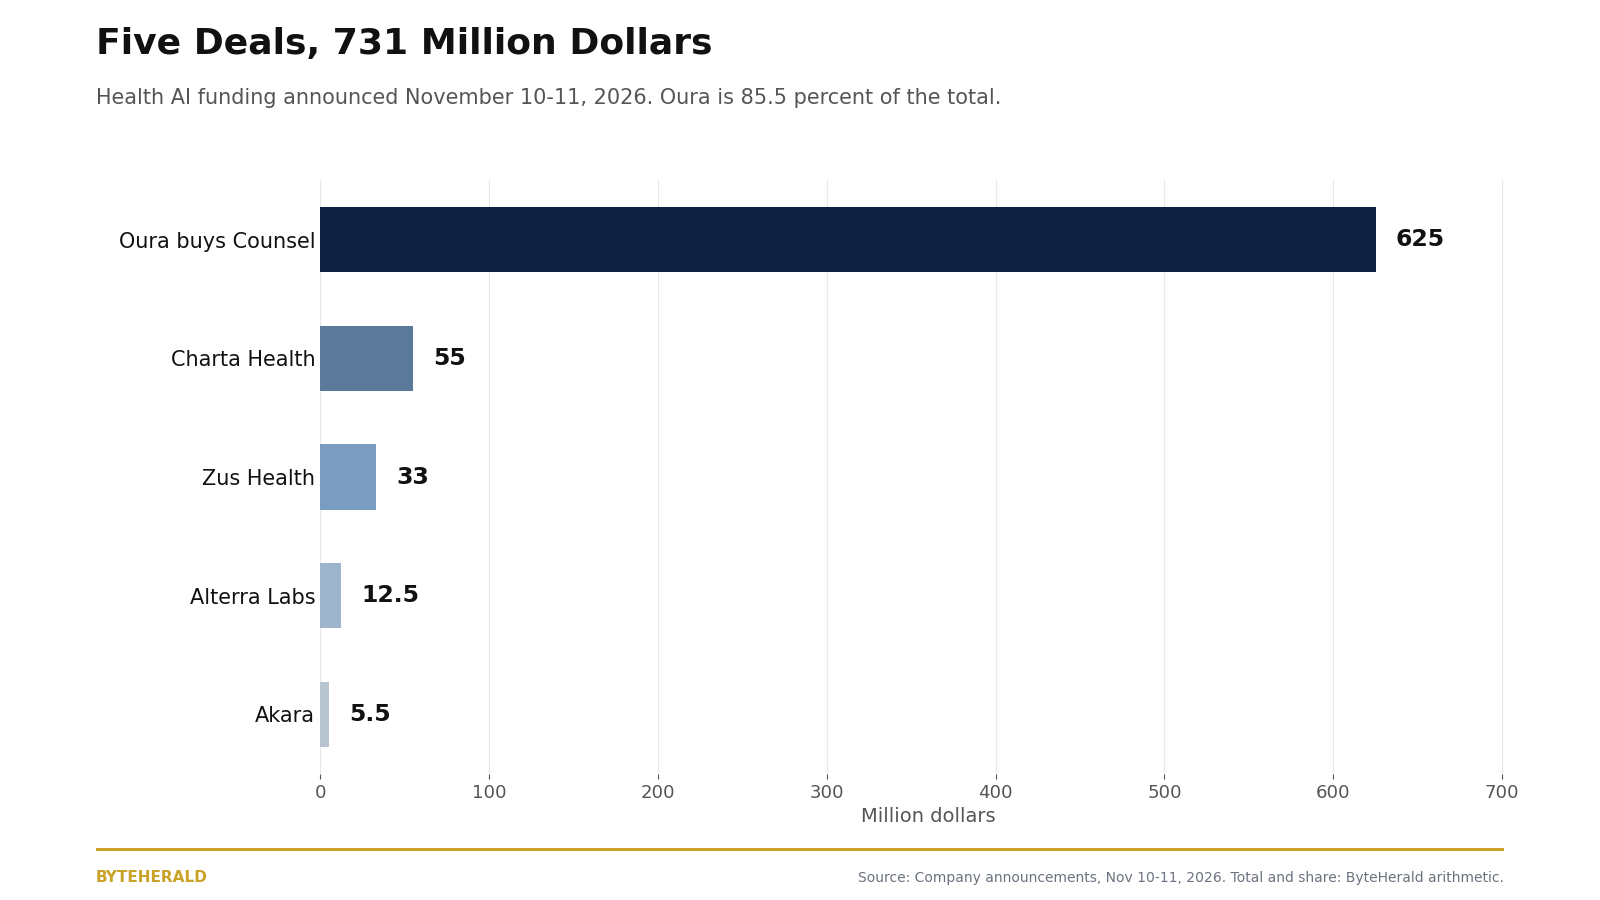 Five Deals, 731 Million Dollars
Health AI funding announced November 10-11, 2026. Oura is 85.5 percent of the total.
Oura buys Counsel 625
Charta Health 55
Zus Health 33
Alterra Labs 12.5
Akara 5.5
0 100 200 300 400 500 600 700
Million dollars
BYTEHERALD
Source: Company announcements, Nov 10-11, 2026. Total and share: ByteHerald arithmetic.